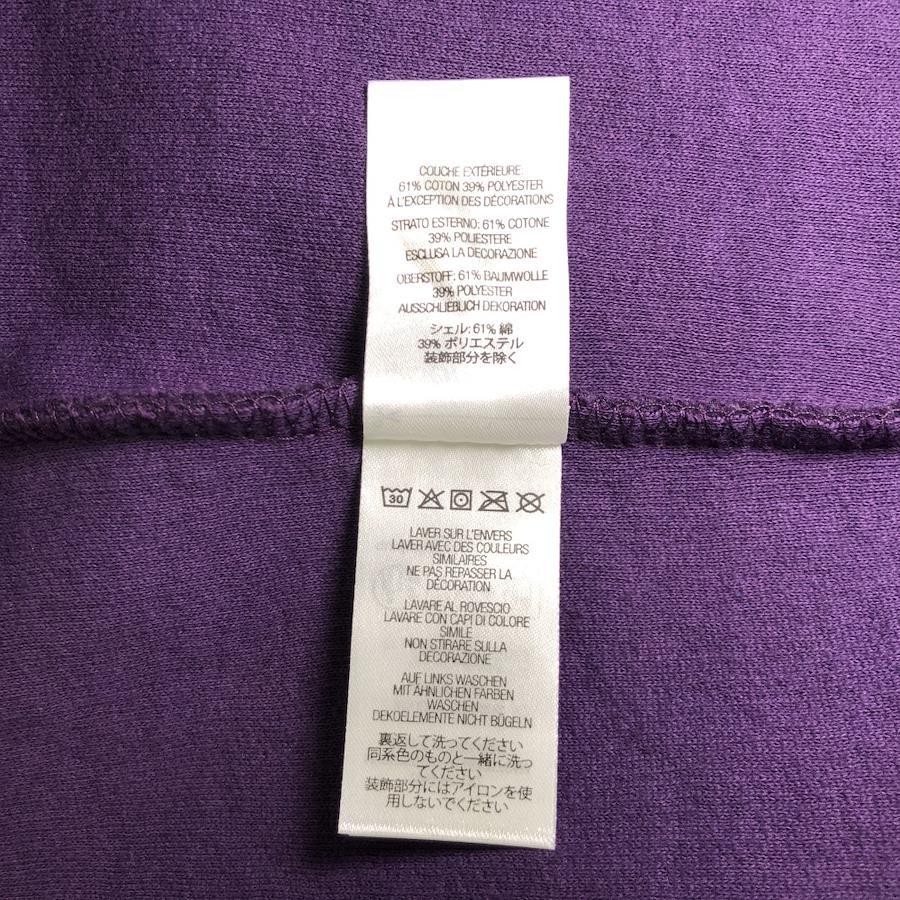 COUCHE EXTÉRIEURE:
61% COTON 39% POLYESTER
À L'EXCEPTION DES DÉCORATIONS
STRATO ESTERNO: 61% COTONE
39% POLIESTERE
ESCLUSA LA DECORAZIONE
OBERSTOFF: 61% BAUMWOLLE
39% POLYESTER
AUSSCHLIEBLICH DEKORATION
シェル: 61% 綿
39% ポリエステル
装飾部分を除く
30
LAVER SUR L'ENVERS
LAVER AVEC DES COULEURS
SIMILAIRES
NE PAS REPASSER LA
DÉCORATION
LAVARE AL ROVESCIO
LAVARE CON CAPI DI COLORE
SIMILE
NON STIRARE SULLA
DECORAZIONE
AUF LINKS WASCHEN
MIT ÄHNLICHEN FARBEN
WASCHEN
DEKOELEMENTE NICHT BÜGELN
裏返して洗ってください
同系色のものと一緒に洗っ
てください
装飾部分にはアイロンを使
用しないでください